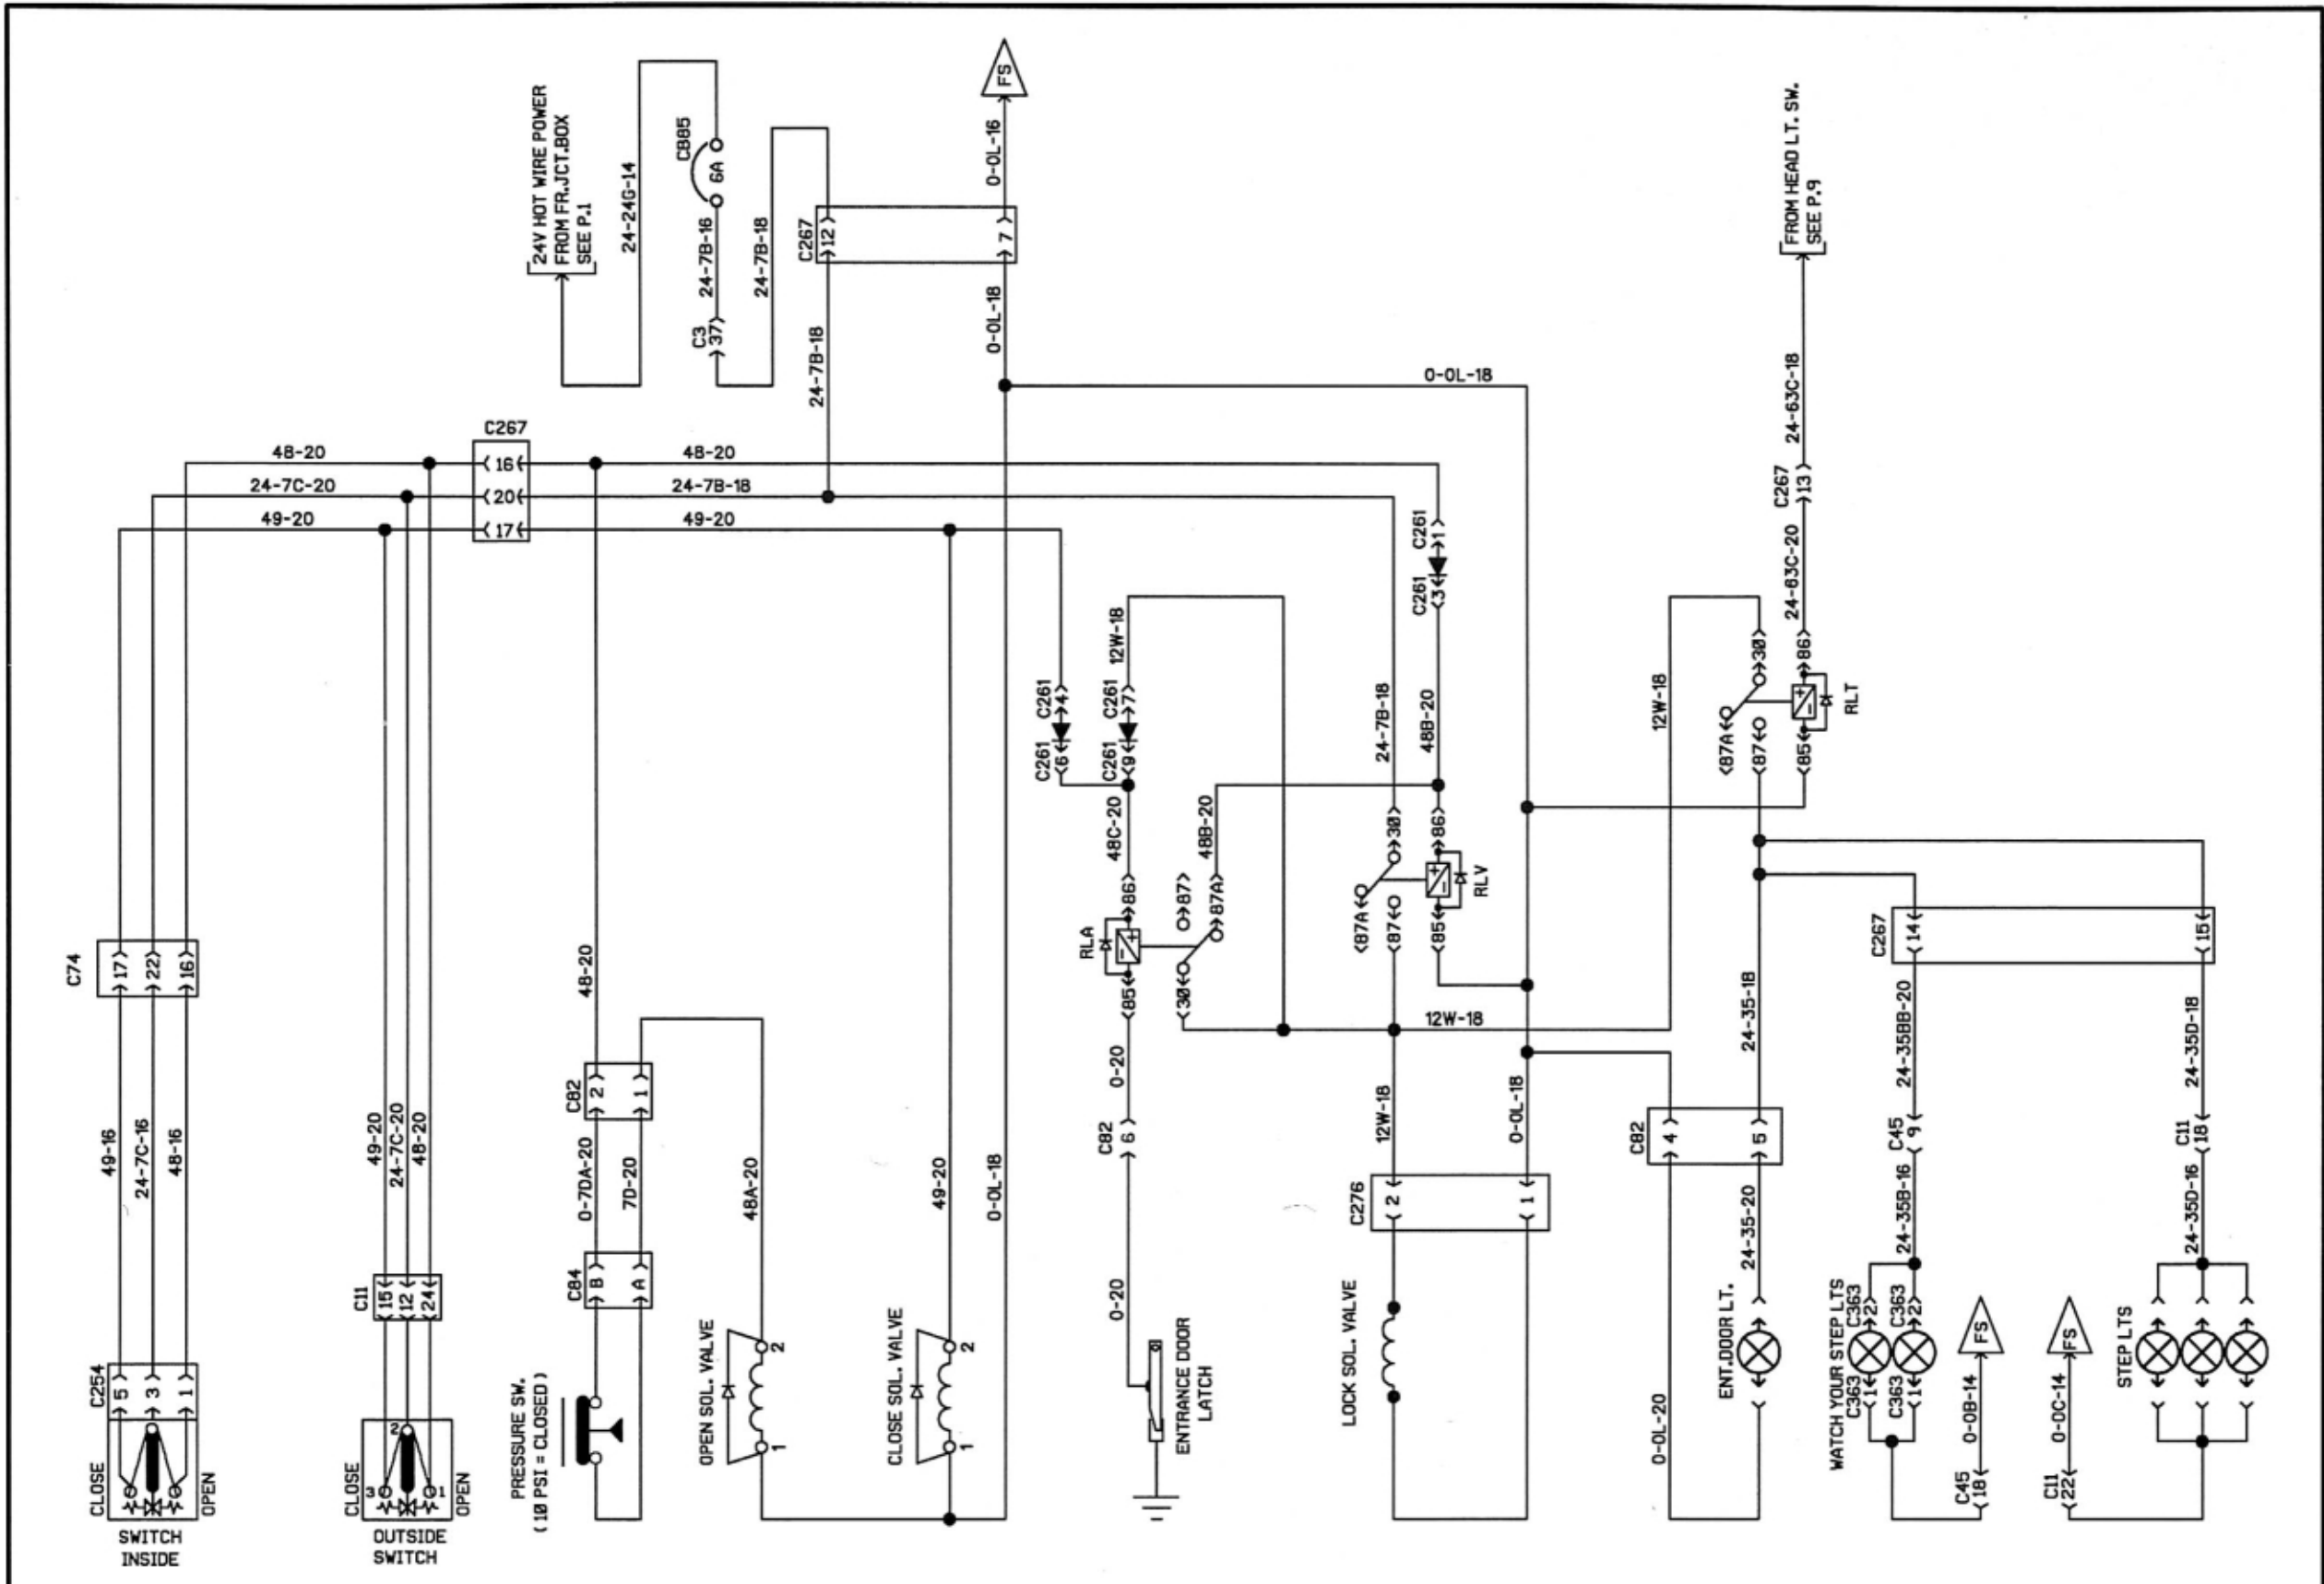 24V HOT WIRE POWER
FROM FR.JCT.BOX
SEE P.1
24-24G-14
CB85
6A
24-7B-16
C3
37
24-7B-18
C267
12
7
0-0L-16
FS
24-7B-18
0-0L-18
0-0L-18
FROM HEAD LT. SW.
SEE P.9
24-63C-18
C267
13
24-63C-20
C267
48-20
16
48-20
24-7C-20
20
24-7B-18
49-20
17
49-20
C261
1
C261
3
48B-20
24-7B-18
C261
4
C261
6
12W-18
C261
7
C261
9
48C-20
48B-20
RLA
86
85
87
87A
30
RLV
30
87A
87
86
85
12W-18
12W-18
RLT
30
87A
87
86
85
C74
17
22
16
49-16
24-7C-16
48-16
C254
5
3
1
CLOSE
OPEN
SWITCH
INSIDE
49-20
24-7C-20
48-20
C11
15
12
24
CLOSE
3
2
1
OPEN
OUTSIDE
SWITCH
48-20
C82
2
1
0-7DA-20
7D-20
C84
B
A
PRESSURE SW.
(10 PSI = CLOSED)
48A-20
OPEN SOL. VALVE
2
1
49-20
CLOSE SOL. VALVE
2
1
0-0L-18
0-20
C82
6
0-20
ENTRANCE DOOR
LATCH
12W-18
0-0L-18
C276
2
1
LOCK SOL. VALVE
24-35-18
C82
4
5
24-35-20
0-0L-20
ENT.DOOR LT.
C267
14
15
24-35BB-20
24-35D-18
C45
9
C11
18
24-35B-16
24-35D-16
WATCH YOUR STEP LTS
C363
2
C363
2
C363
1
C363
1
FS
0-0B-14
C45
18
FS
0-0C-14
C11
22
STEP LTS